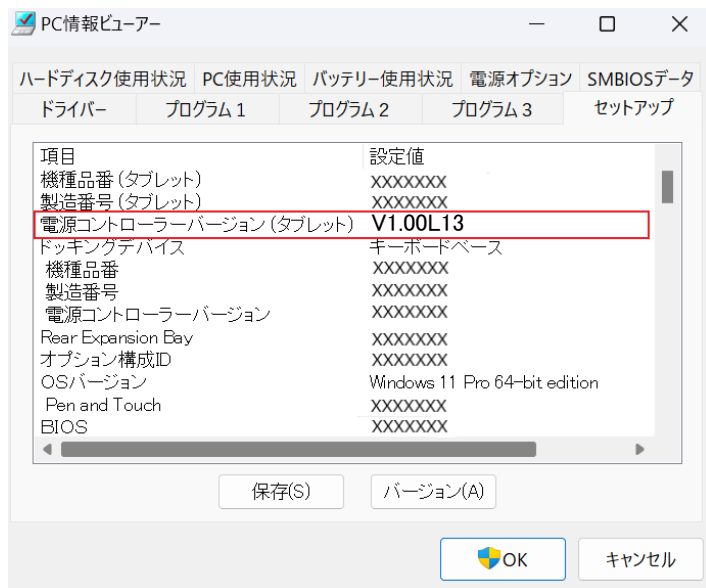 PC情報ビューアー
ハードディスク使用状況 PC使用状況 バッテリー使用状況 電源オプション SMBIOSデータ
ドライバー プログラム1 プログラム2 プログラム3 セットアップ
項目 設定値
機種品番(タブレット) XXXXXXX
製造番号(タブレット) XXXXXXX
電源コントローラーバージョン(タブレット) V1.00L13
ドッキングデバイス キーボードベース
機種品番 XXXXXXX
製造番号 XXXXXXX
電源コントローラーバージョン XXXXXXX
Rear Expansion Bay XXXXXXX
オプション構成ID XXXXXXX
OSバージョン Windows 11 Pro 64-bit edition
Pen and Touch XXXXXXX
BIOS XXXXXXX
保存(S) バージョン(A)
OK キャンセル